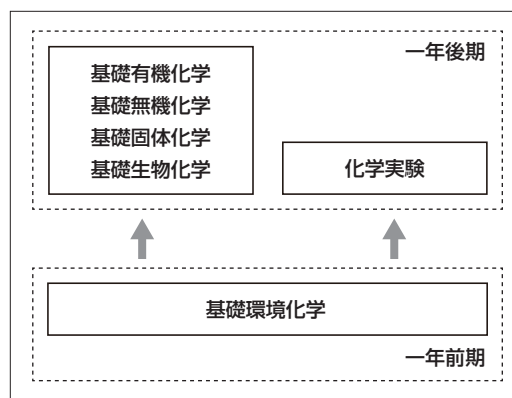 一年後期
基礎有機化学
基礎無機化学
基礎固体化学
基礎生物化学
化学実験
基礎環境化学
一年前期